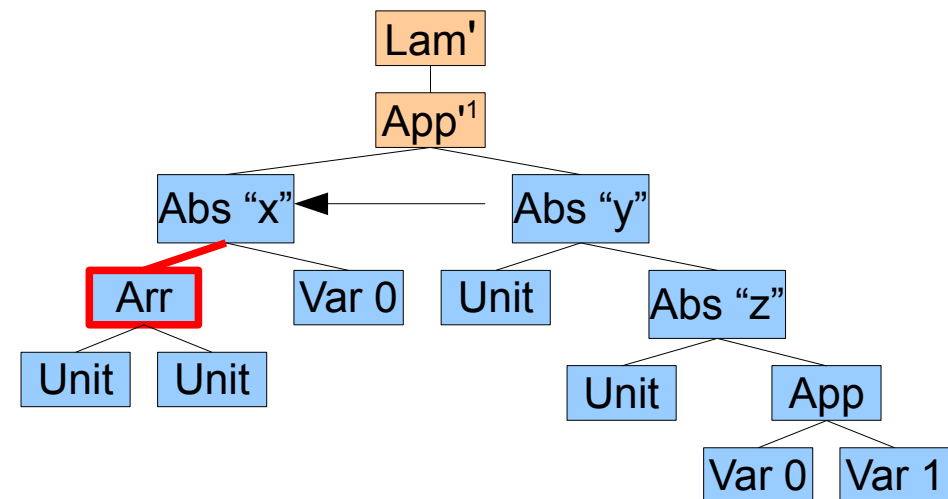 Lam'
App'¹
Abs “x” Abs “y”
Arr Var 0 Unit Abs “z”
Unit Unit Unit App
Var 0 Var 1